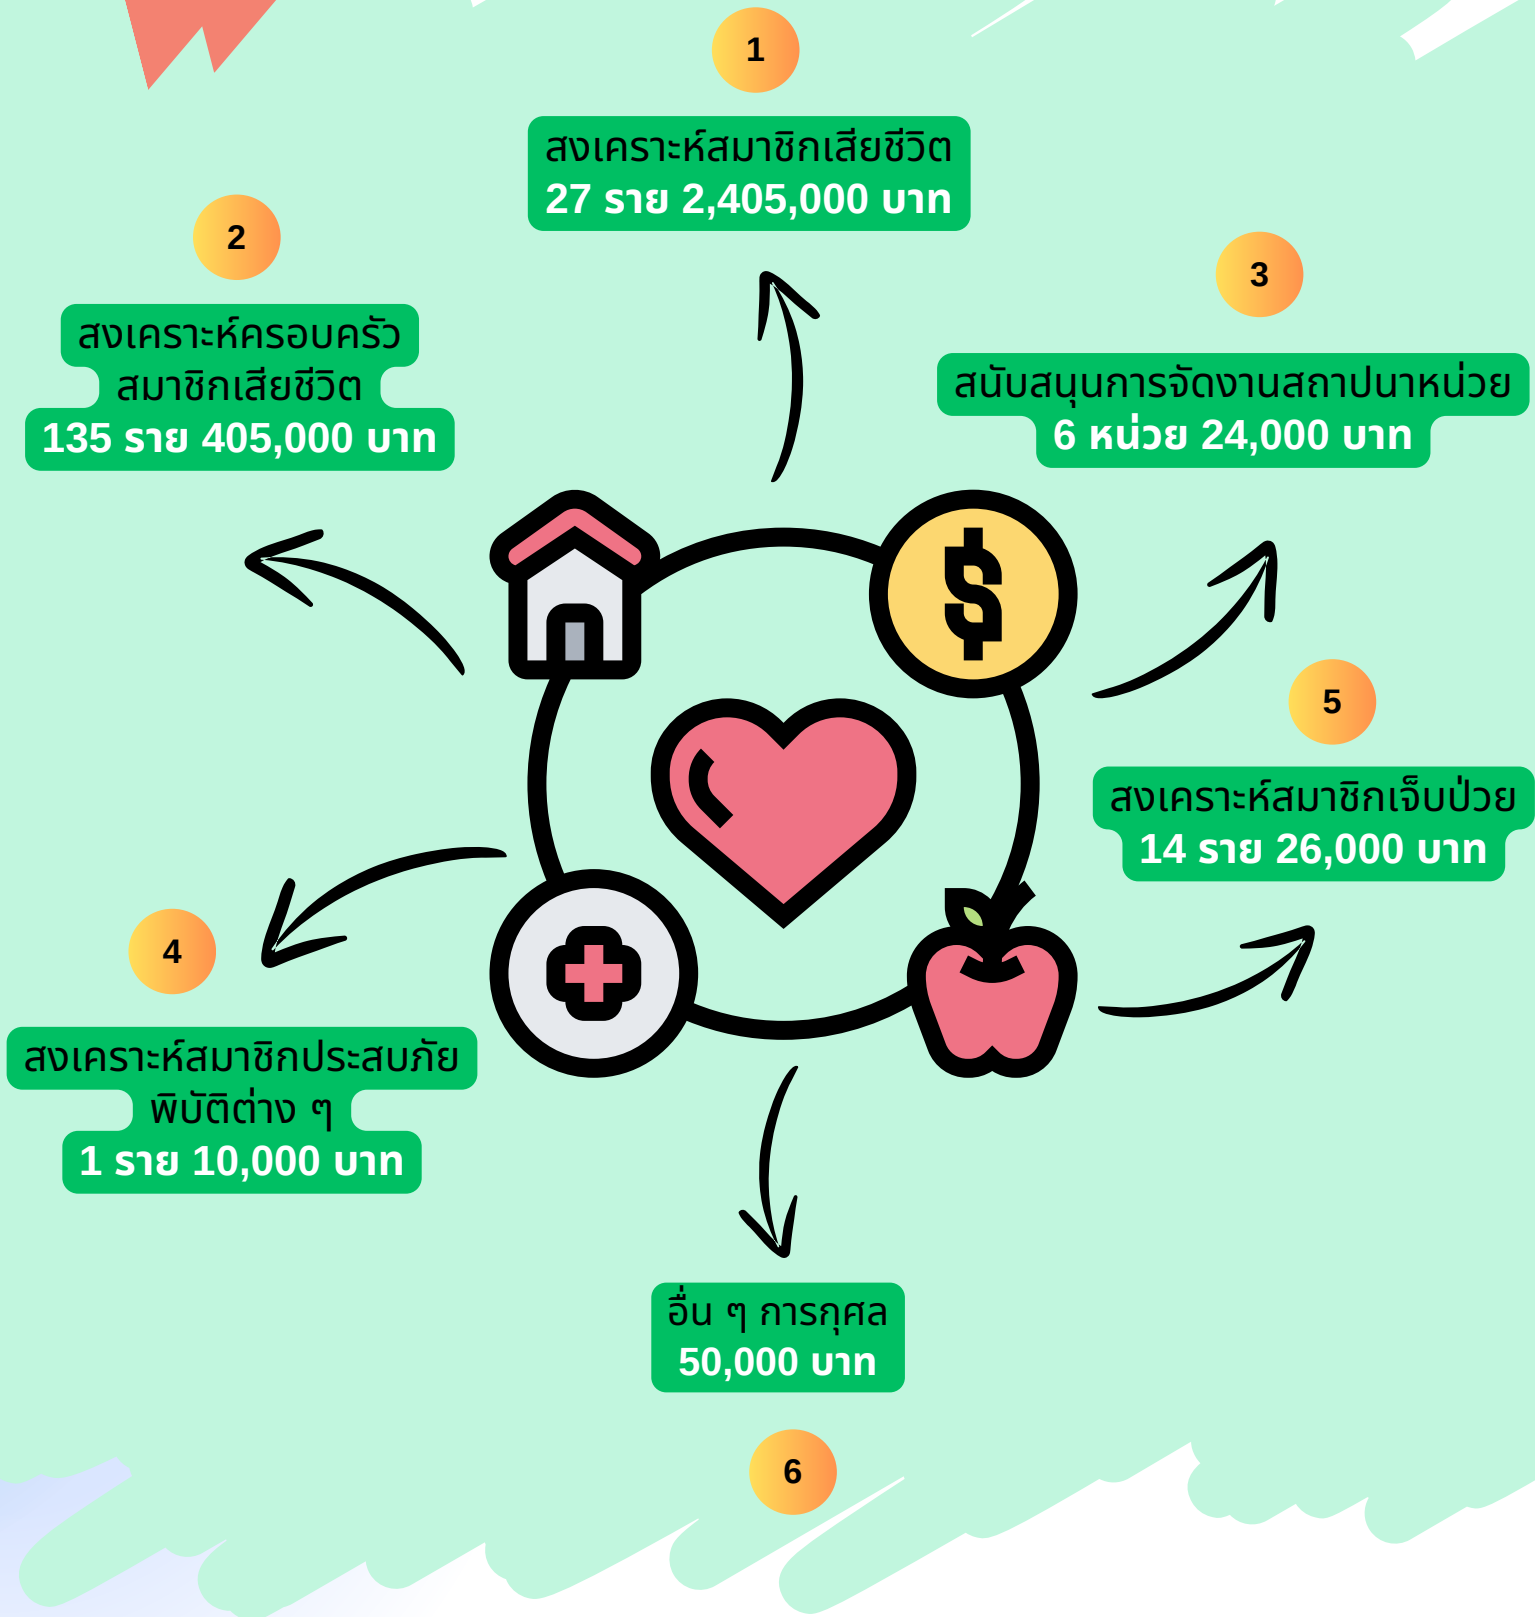 1
สงเคราะห์สมาชิกเสียชีวิต
27 ราย 2,405,000 บาท
2
สงเคราะห์ครอบครัว
สมาชิกเสียชีวิต
135 ราย 405,000 บาท
3
สนับสนุนการจัดงานสถาปนาหน่วย
6 หน่วย 24,000 บาท
4
สงเคราะห์สมาชิกประสบภัย
พิบัติต่าง ๆ
1 ราย 10,000 บาท
5
สงเคราะห์สมาชิกเจ็บป่วย
14 ราย 26,000 บาท
อื่น ๆ การกุศล
50,000 บาท
6
$